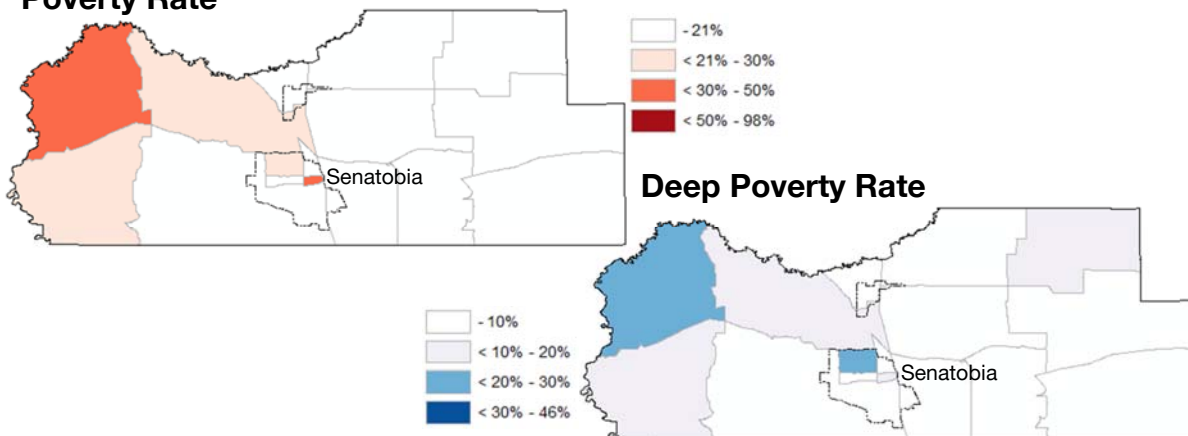 Poverty Rate
- 21%
< 21% - 30%
< 30% - 50%
< 50% - 98%
Senatobia
Deep Poverty Rate
- 10%
< 10% - 20%
< 20% - 30%
< 30% - 46%
Senatobia